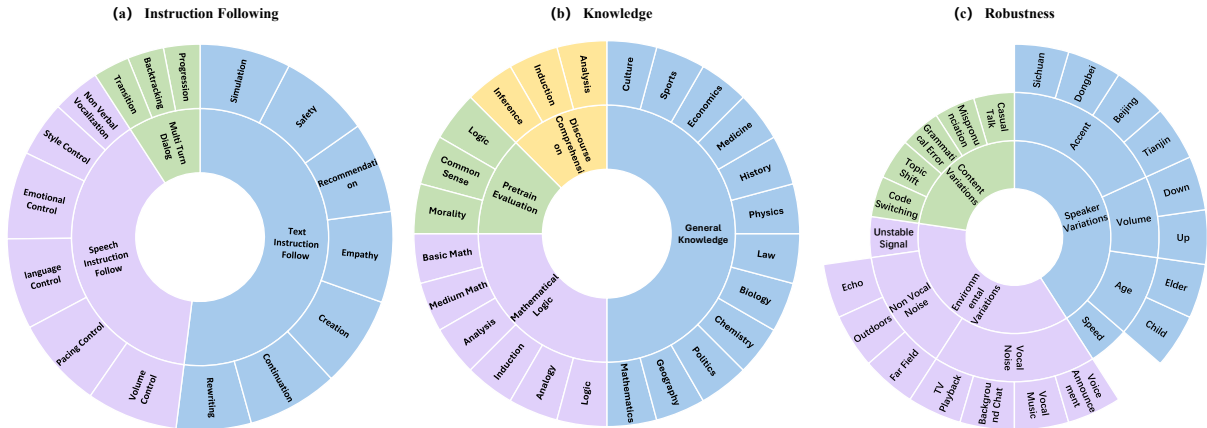 (a) Instruction Following
Simulation
Safety
Recommendati
on
Empathy
Creation
Continuation
Rewriting
Volume
Control
Pacing Control
language
Control
Emotional
Control
Style Control
Non Verbal
Vocalization
Transition
Backtracking
Progression
Text
Instruction
Follow
Speech
Instruction
Follow
Multi Turn
Dialog
(b) Knowledge
Culture
Sports
Economics
Medicine
History
Physics
Law
Biology
Chemistry
Politics
Geography
Mathematics
Logic
Analogy
Induction
Analysis
Medium Math
Basic Math
Morality
Common
Sense
Logic
Inference
Induction
Analysis
General
Knowledge
Mathematical
Logic
Pretrain
Evaluation
Discourse
Comprehensi
on
(c) Robustness
Sichuan
Dongbei
Beijing
Tianjin
Down
Up
Elder
Child
Accent
Volume
Age
Speed
Speaker
Variations
Voice
Announce
ment
Vocal
Music
Backgrou
nd Chat
TV
Playback
Far Field
Outdoors
Echo
Vocal
Noise
Non Vocal
Noise
Unstable
Signal
Environm
ental
Variations
Code
Switching
Topic
Shift
Grammati
cal Error
Mispronu
nciation
Casual
Talk
Content
Variations